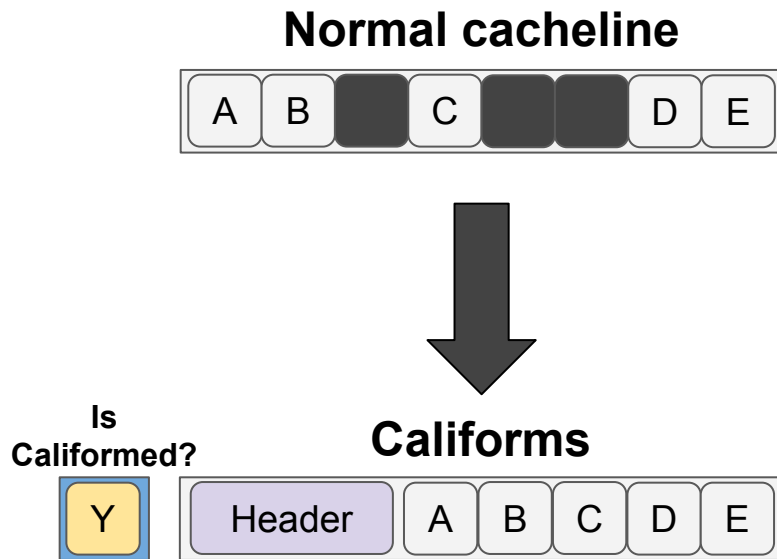 Normal cacheline
A B C D E
Is
Califormed?
Califorms
Y Header A B C D E